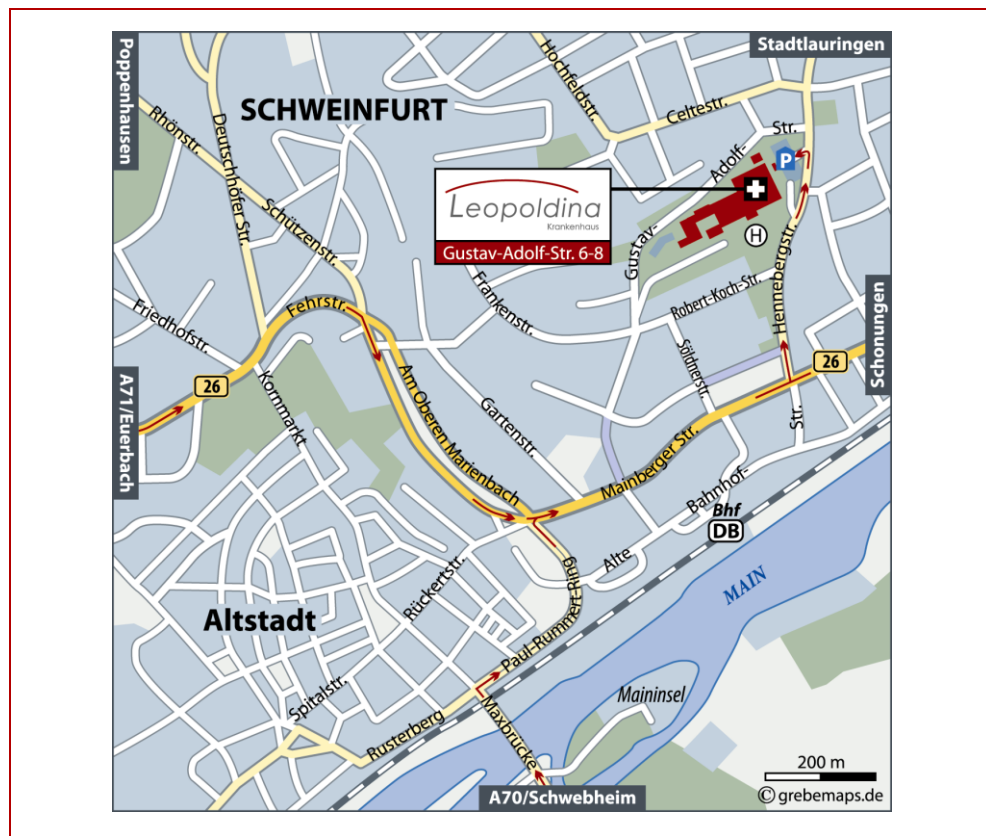 Stadtlauringen
Poppenhausen
Hochfeldstr.
SCHWEINFURT
Celtestr.
Rhönstr.
Deutschhöfer Str.
Gustav-Adolf-Str.
P
Leopoldina
Krankenhaus
Gustav-Adolf-Str. 6-8
H
Schützenstr.
Frankenstr.
Robert-Koch-Str.
Hennebergstr.
Schonungen
Fehrstr.
Friedhofstr.
Söldnerstr.
26
26
A71/Euerbach
Kornmarkt
Am Oberen Marienbach
Gartenstr.
Mainberger Str.
Alte Bahnhof-Str.
Bhf
DB
Rückertstr.
Paul-Rummert-Ring
MAIN
Altstadt
Spitalstr.
Maininsel
Rusterberg
Maxbrücke
200 m
A70/Schwebheim
© grebemaps.de